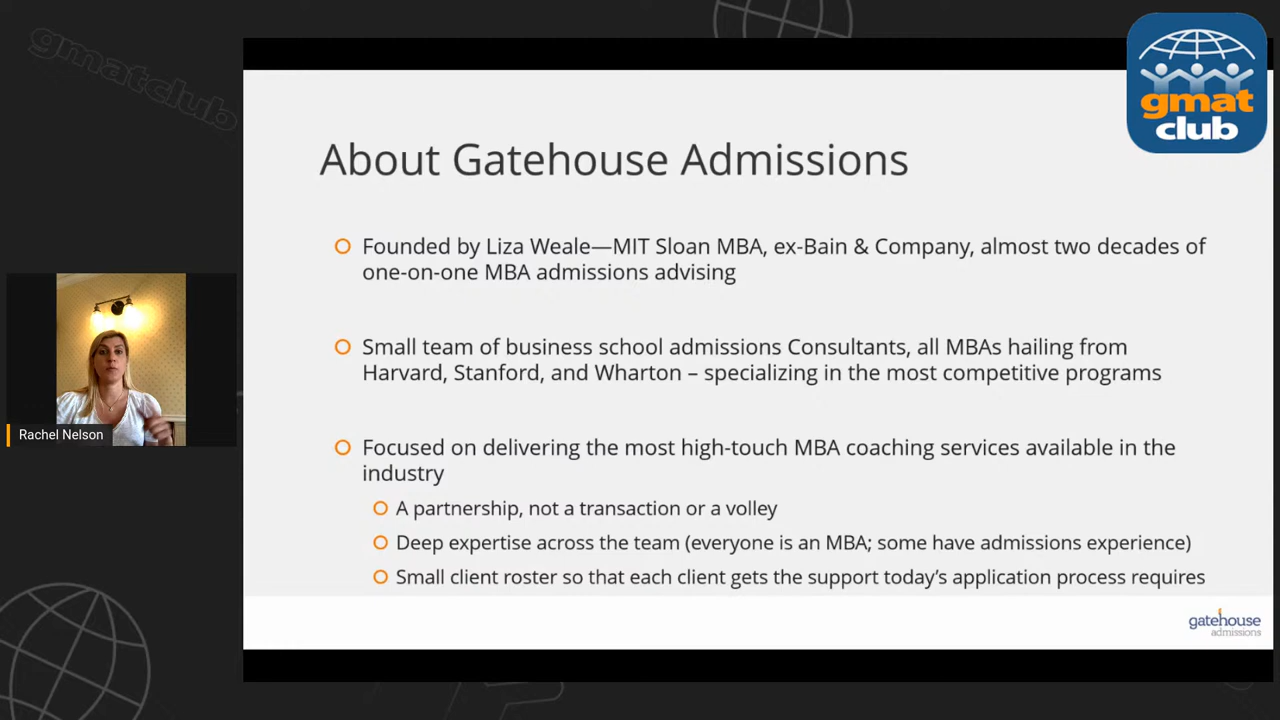 gmatclub
gmat
club
About Gatehouse Admissions
Founded by Liza Weale—MIT Sloan MBA, ex-Bain & Company, almost two decades of
one-on-one MBA admissions advising
Small team of business school admissions Consultants, all MBAs hailing from
Harvard, Stanford, and Wharton – specializing in the most competitive programs
Focused on delivering the most high-touch MBA coaching services available in the
industry
A partnership, not a transaction or a volley
Deep expertise across the team (everyone is an MBA; some have admissions experience)
Small client roster so that each client gets the support today’s application process requires
Rachel Nelson
gatehouse
admissions